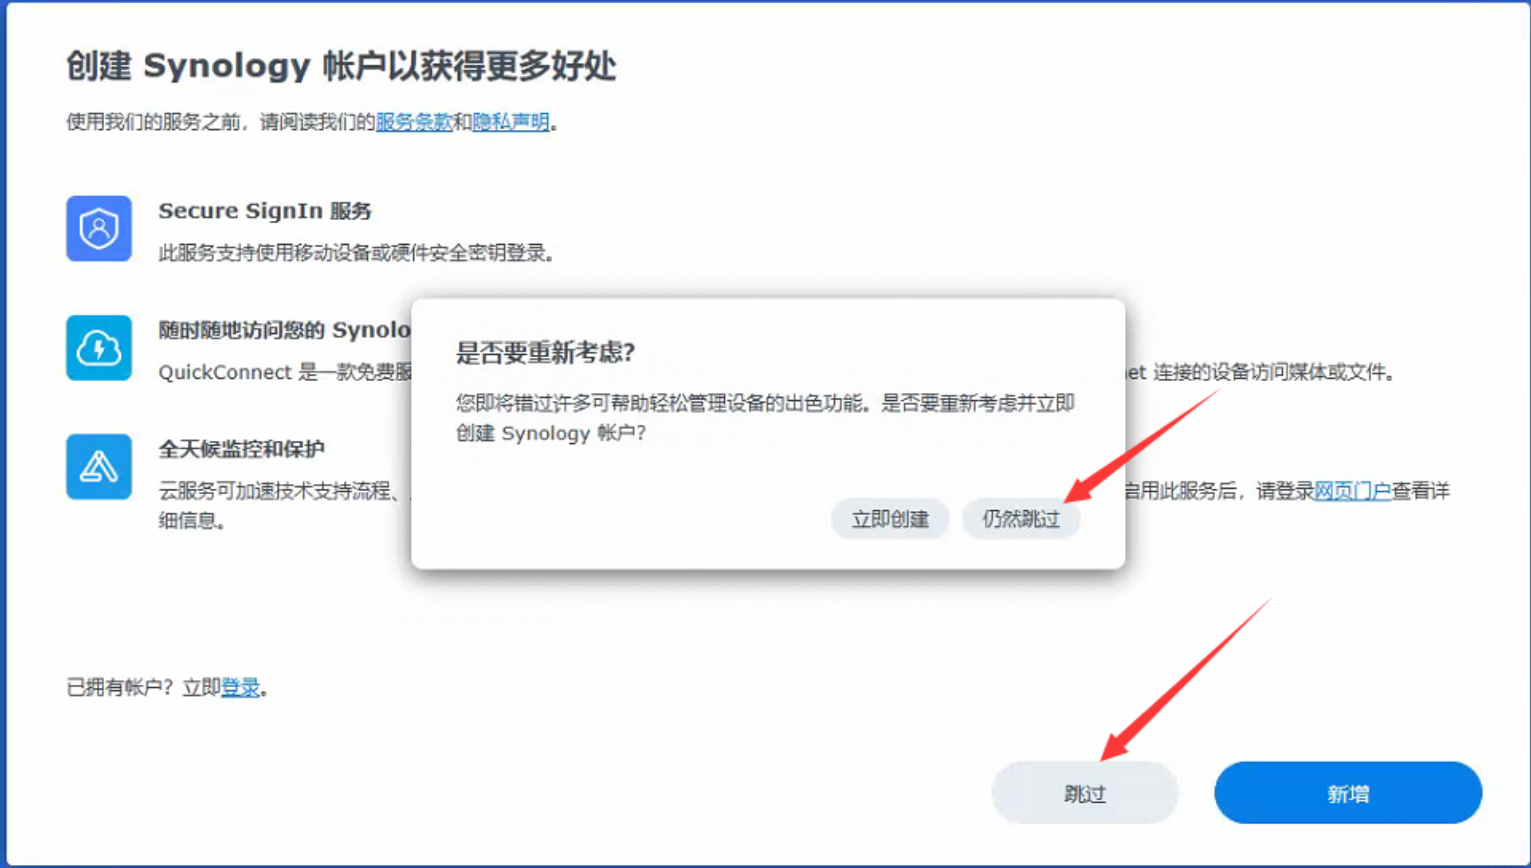 创建 Synology 帐户以获得更多好处
使用我们的服务之前，请阅读我们的服务条款和隐私声明。
Secure SignIn 服务
此服务支持使用移动设备或硬件安全密钥登录。
随时随地访问您的 Synolo
QuickConnect 是一款免费服
et 连接的设备访问媒体或文件。
全天候监控和保护
云服务可加速技术支持流程、
启用此服务后，请登录网页门户查看详
细信息。
是否要重新考虑?
您即将错过许多可帮助轻松管理设备的出色功能。是否要重新考虑并立即
创建 Synology 帐户?
立即创建
仍然跳过
已拥有帐户？立即登录。
跳过
新增